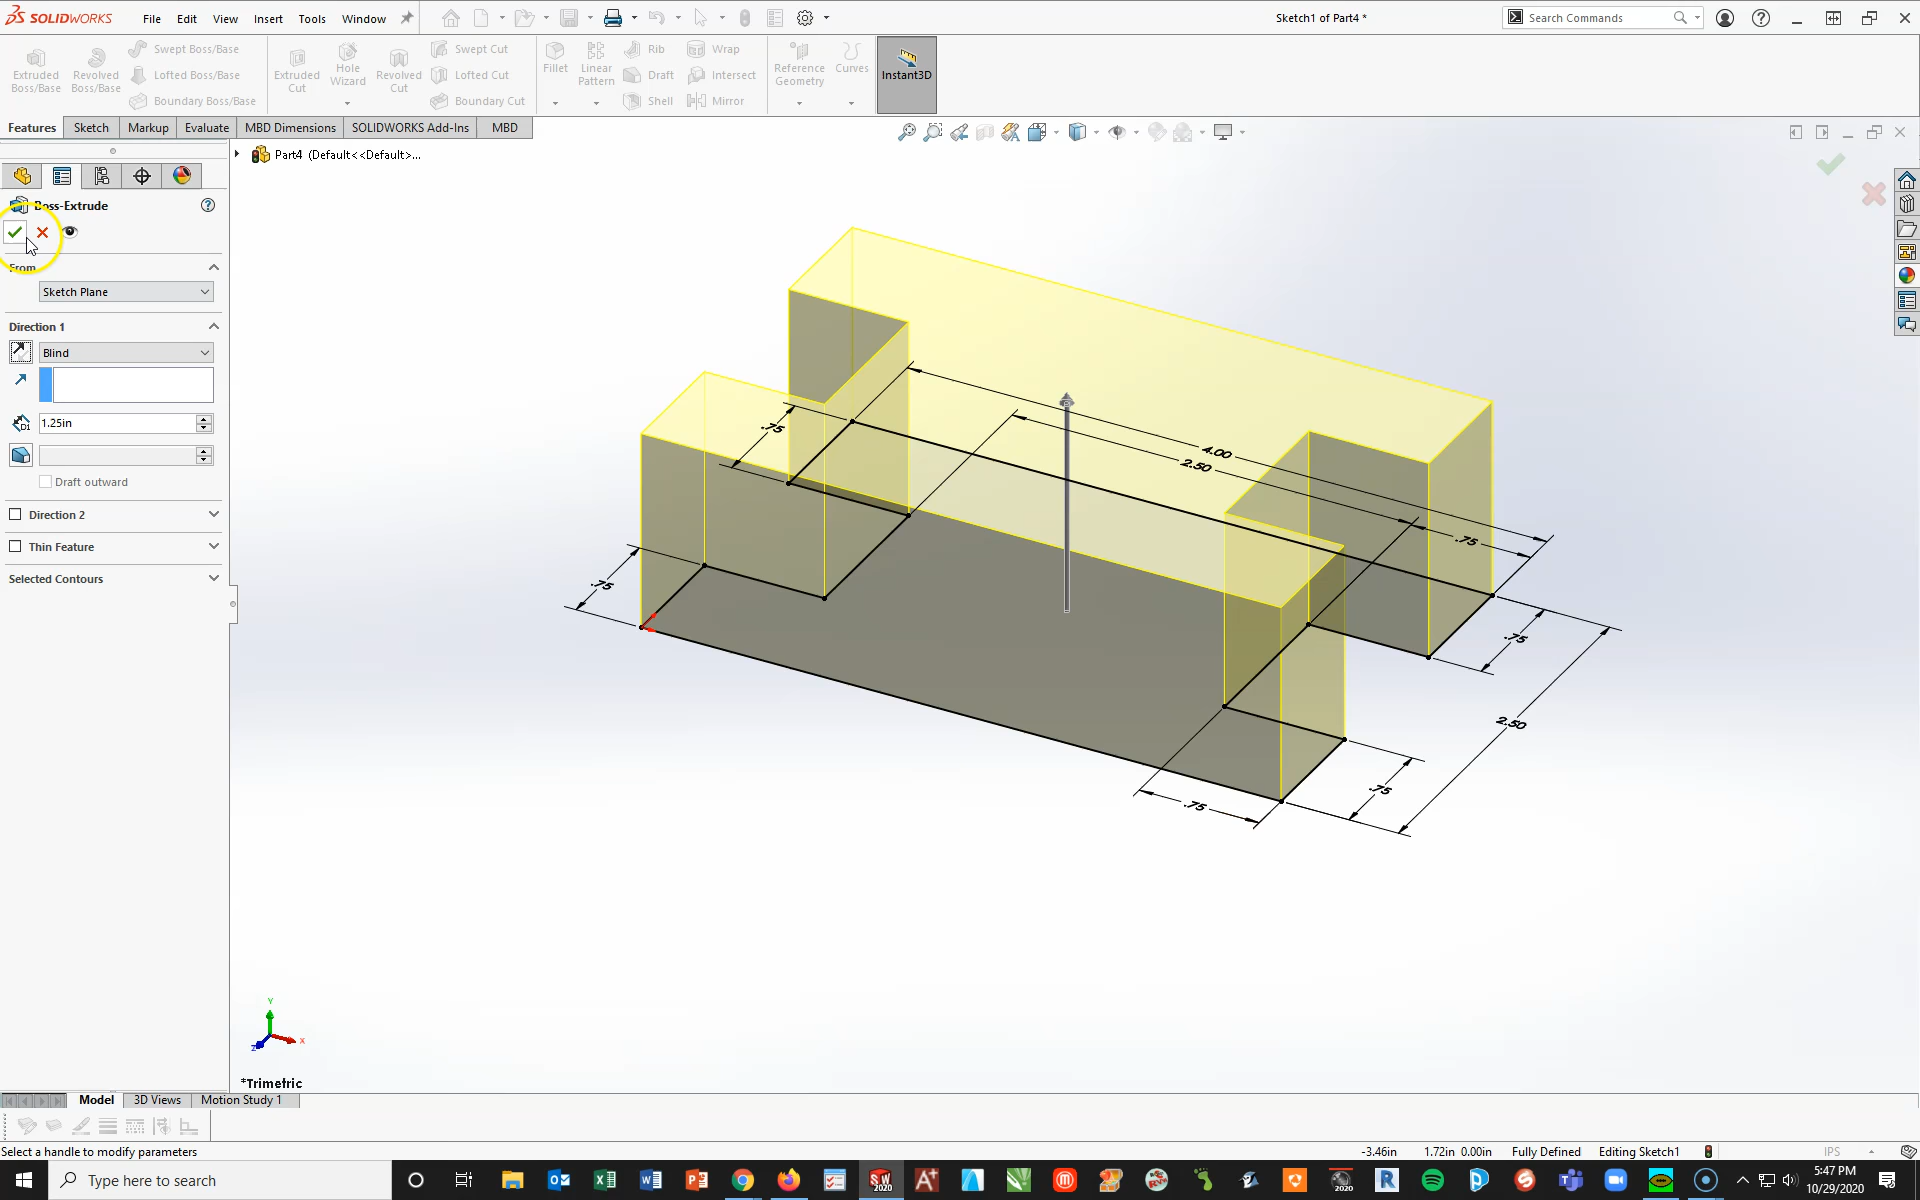 SOLIDWORKS
File Edit View Insert Tools Window
Sketch1 of Part4 *
Search Commands
Extruded Boss/Base
Revolved Boss/Base
Swept Boss/Base
Lofted Boss/Base
Boundary Boss/Base
Extruded Cut
Hole Wizard
Revolved Cut
Swept Cut
Lofted Cut
Boundary Cut
Fillet
Linear Pattern
Rib
Draft
Shell
Wrap
Intersect
Mirror
Reference Geometry
Curves
Instant3D
Features Sketch Markup Evaluate MBD Dimensions SOLIDWORKS Add-Ins MBD
Part4 (Default<<Default>...
Boss-Extrude
From
Sketch Plane
Direction 1
Blind
D1
1.25in
Draft outward
Direction 2
Thin Feature
Selected Contours
.75
4.00
2.50
.75
.75
.75
2.50
.75
.75
Y
X
Z
*Trimetric
Model 3D Views Motion Study 1
Select a handle to modify parameters
-3.46in 1.72in 0.00in Fully Defined Editing Sketch1 IPS
Type here to search
SW 2020
2020
5:47 PM
10/29/2020